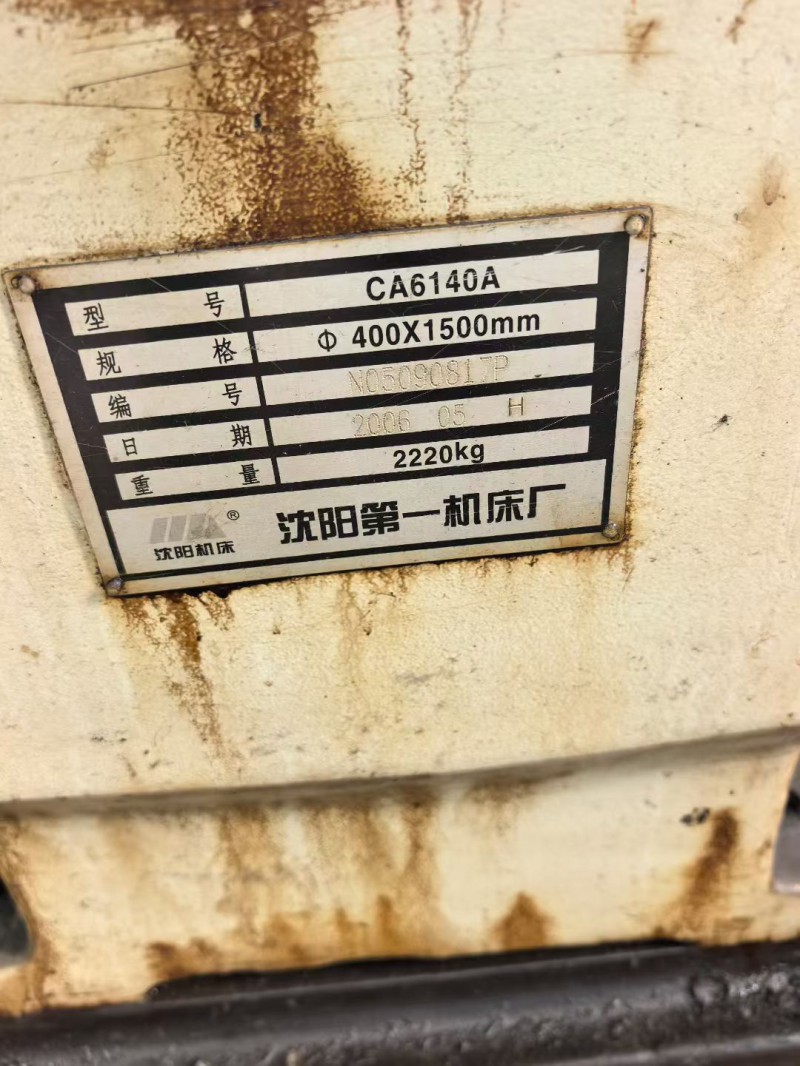 型 号 CA6140A
规 格 Φ 400X1500mm
编 号 N05090817P
日 期 2006 05 H
重 量 2220kg
® 沈阳机床 沈阳第一机床厂